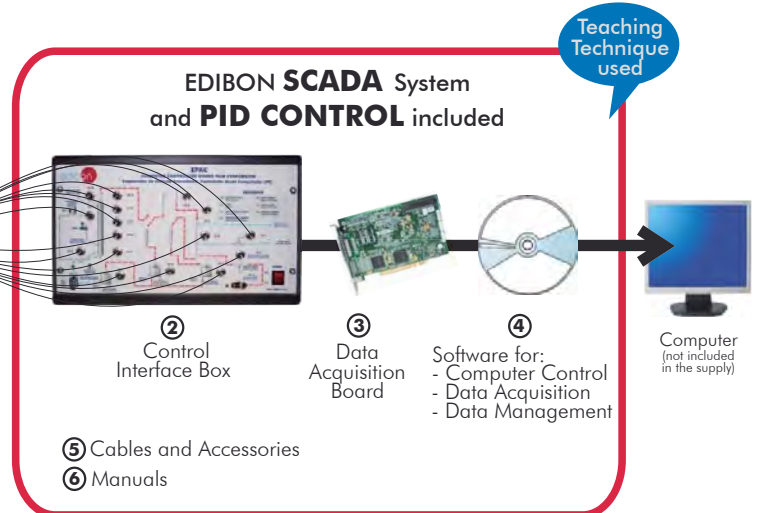 Teaching
Technique
used
EDIBON SCADA System
and PID CONTROL included
EPAC
2
Control
Interface Box
3
Data
Acquisition
Board
4
Software for:
- Computer Control
- Data Acquisition
- Data Management
Computer
(not included
in the supply)
5 Cables and Accessories
6 Manuals